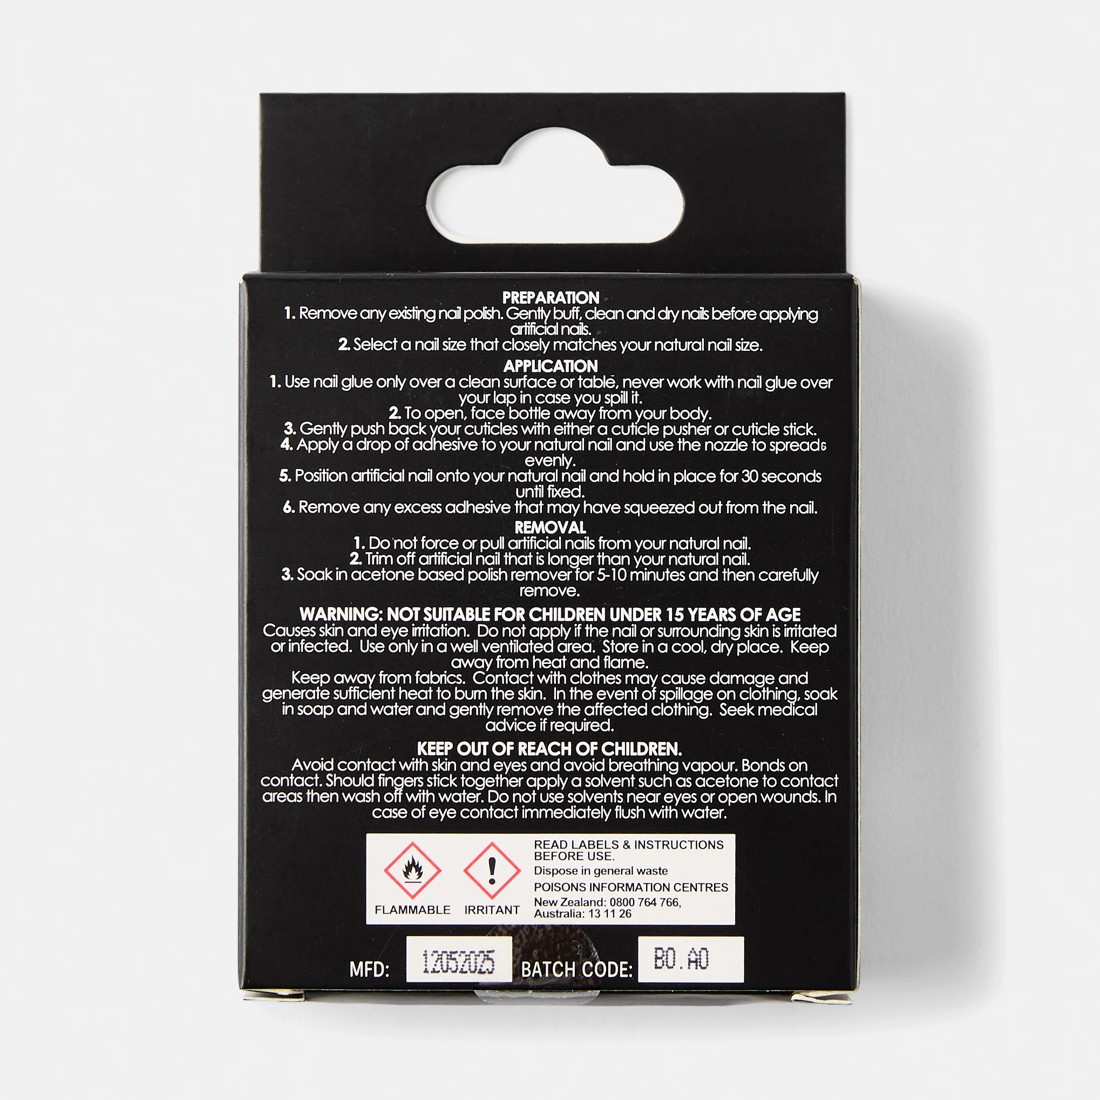 PREPARATION
1. Remove any existing nail polish. Gently buff, clean and dry nails before applying
artificial nails.
2. Select a nail size that closely matches your natural nail size.
APPLICATION
1. Use nail glue only over a clean surface or table, never work with nail glue over
your lap in case you spill it.
2. To open, face bottle away from your body.
3. Gently push back your cuticles with either a cuticle pusher or cuticle stick.
4. Apply a drop of adhesive to your natural nail and use the nozzle to spreads
evenly.
5. Position artificial nail onto your natural nail and hold in place for 30 seconds
until fixed.
6. Remove any excess adhesive that may have squeezed out from the nail.
REMOVAL
1. Do not force or pull artificial nails from your natural nail.
2. Trim off artificial nail that is longer than your natural nail.
3. Soak in acetone based polish remover for 5-10 minutes and then carefully
remove.
WARNING: NOT SUITABLE FOR CHILDREN UNDER 15 YEARS OF AGE
Causes skin and eye irritation. Do not apply if the nail or surrounding skin is irritated
or infected. Use only in a well ventilated area. Store in a cool, dry place. Keep
away from heat and flame.
Keep away from fabrics. Contact with clothes may cause damage and
generate sufficient heat to burn the skin. In the event of spillage on clothing, soak
in soap and water and gently remove the affected clothing. Seek medical
advice if required.
KEEP OUT OF REACH OF CHILDREN.
Avoid contact with skin and eyes and avoid breathing vapour. Bonds on
contact. Should fingers stick together apply a solvent such as acetone to contact
areas then wash off with water. Do not use solvents near eyes or open wounds. In
case of eye contact immediately flush with water.
FLAMMABLE
IRRITANT
READ LABELS & INSTRUCTIONS
BEFORE USE.
Dispose in general waste
POISONS INFORMATION CENTRES
New Zealand: 0800 764 766,
Australia: 13 11 26
MFD: 12052025 BATCH CODE: BO.AO